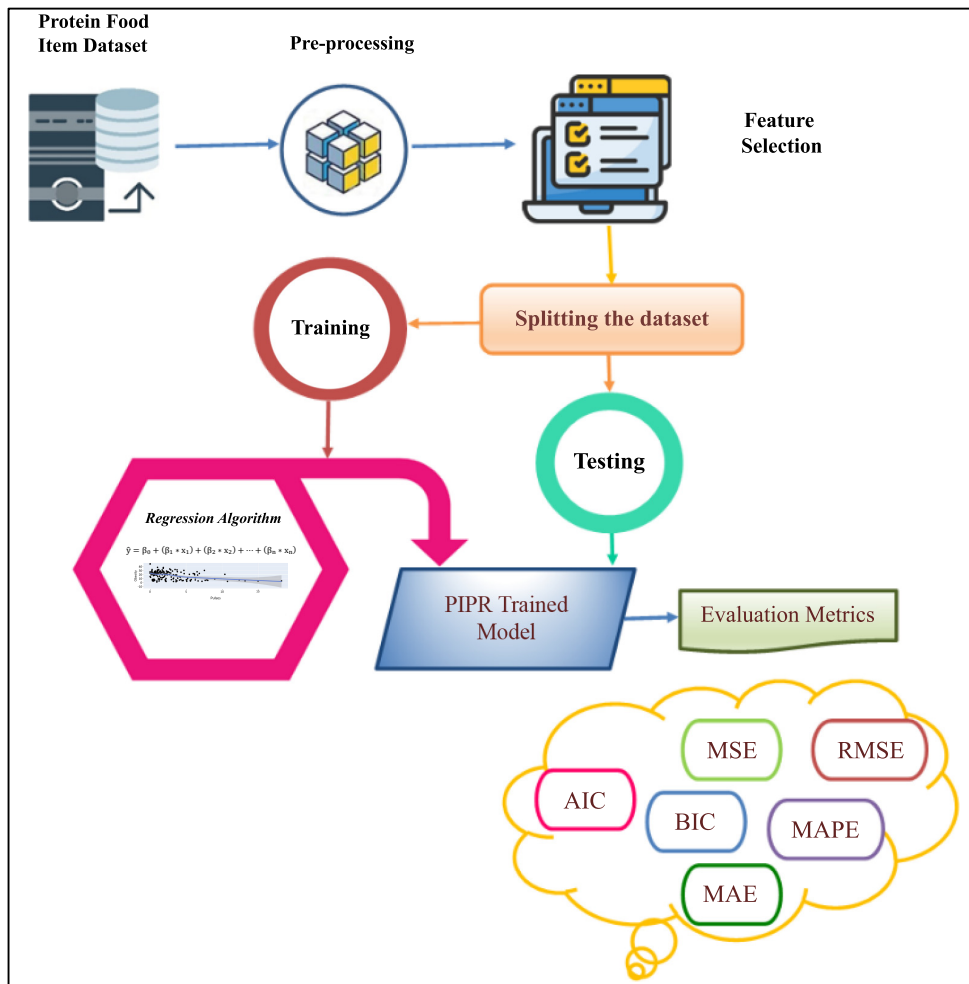 Protein Food
Item Dataset
Pre-processing
Feature
Selection
Training
Splitting the dataset
Testing
Regression Algorithm
ŷ = β₀ + (β₁ * x₁) + (β₂ * x₂) + ⋯ + (βₙ * xₙ)
PIPR Trained
Model
Evaluation Metrics
MSE
RMSE
AIC
BIC
MAPE
MAE